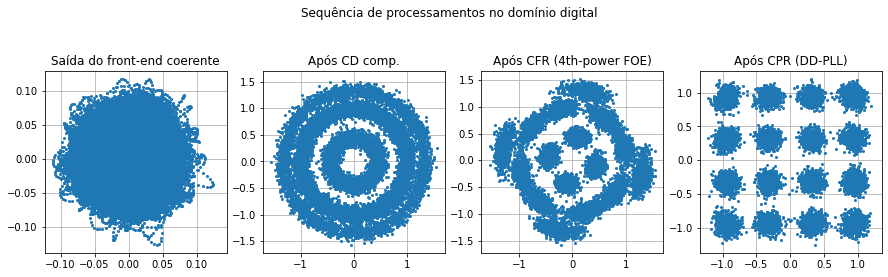 Sequência de processamentos no domínio digital
Saída do front-end coerente
Após CD comp.
Após CFR (4th-power FOE)
Após CPR (DD-PLL)
0.10
0.05
0.00
−0.05
−0.10
−0.10 −0.05 0.00 0.05 0.10
1.5
1.0
0.5
0.0
−0.5
−1.0
−1.5
−1 0 1
1.5
1.0
0.5
0.0
−0.5
−1.0
−1.5
−1 0 1
1.0
0.5
0.0
−0.5
−1.0
−1.0 −0.5 0.0 0.5 1.0